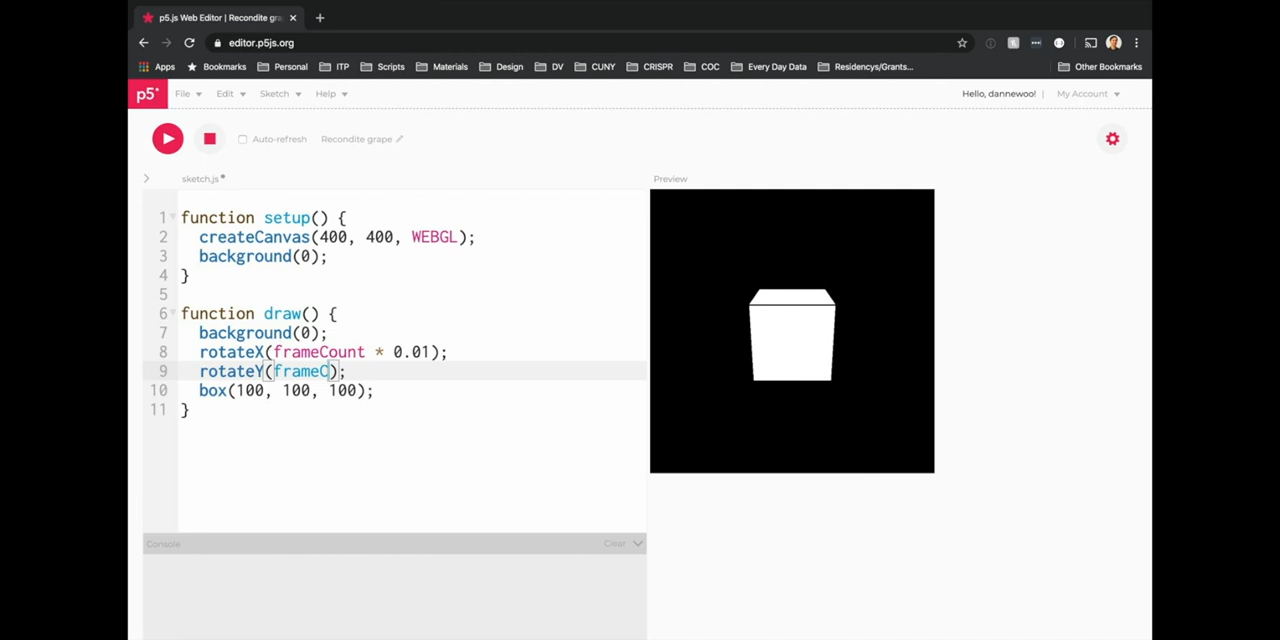 p5.js Web Editor | Recondite gra
editor.p5js.org
Apps Bookmarks Personal ITP Scripts Materials Design DV CUNY CRISPR COC Every Day Data Residencys/Grants... Other Bookmarks
p5* File Edit Sketch Help Hello, dannewoo! | My Account
Auto-refresh Recondite grape
sketch.js Preview
1 function setup() {
2 createCanvas(400, 400, WEBGL);
3 background(0);
4 }
5
6 function draw() {
7 background(0);
8 rotateX(frameCount * 0.01);
9 rotateY(frameC);
10 box(100, 100, 100);
11 }
Console Clear